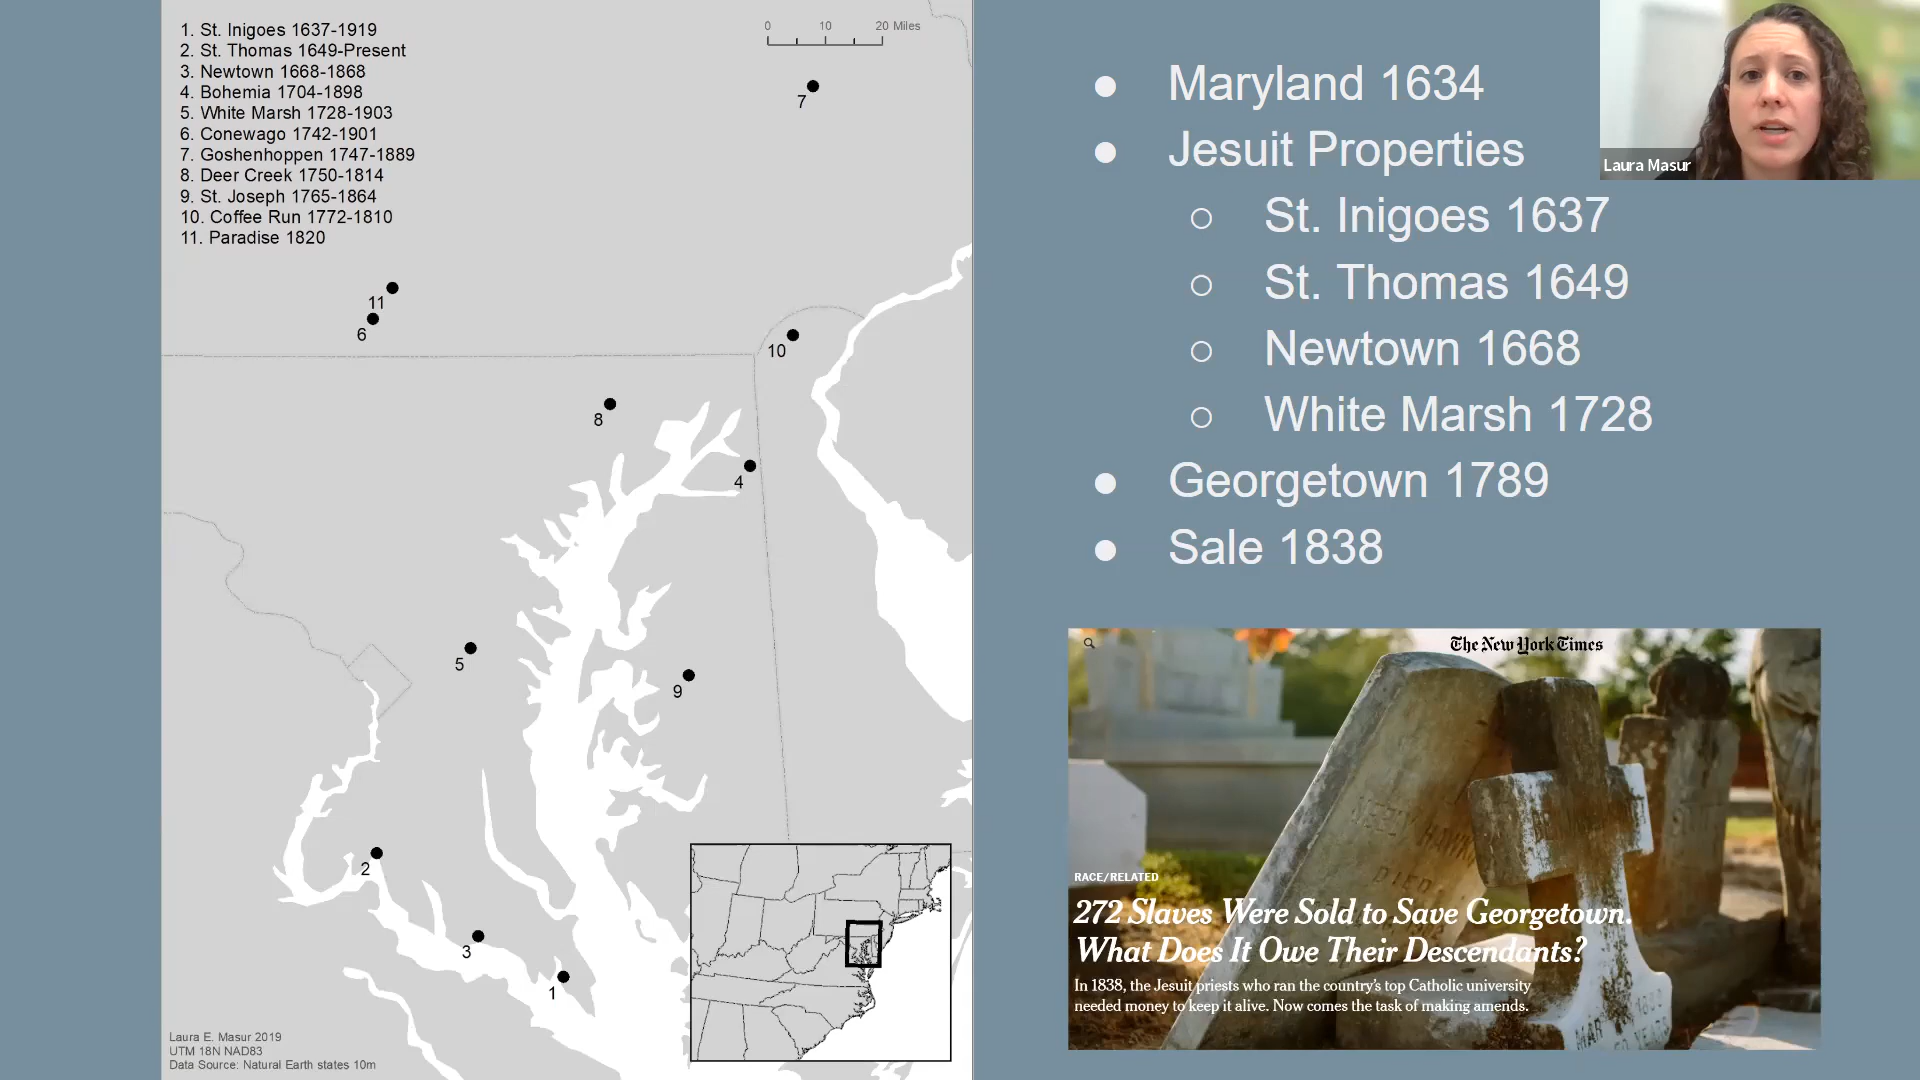 1. St. Inigoes 1637-1919
2. St. Thomas 1649-Present
3. Newtown 1668-1868
4. Bohemia 1704-1898
5. White Marsh 1728-1903
6. Conewago 1742-1901
7. Goshenhoppen 1747-1889
8. Deer Creek 1750-1814
9. St. Joseph 1765-1864
10. Coffee Run 1772-1810
11. Paradise 1820
0 10 20 Miles
7
11
6
10
8
4
5
9
2
3
1
Laura E. Masur 2019
UTM 18N NAD83
Data Source: Natural Earth states 10m
Maryland 1634
Jesuit Properties
St. Inigoes 1637
St. Thomas 1649
Newtown 1668
White Marsh 1728
Georgetown 1789
Sale 1838
Laura Masur
The New York Times
DIED
RACE/RELATED
272 Slaves Were Sold to Save Georgetown.
What Does It Owe Their Descendants?
In 1838, the Jesuit priests who ran the country's top Catholic university
needed money to keep it alive. Now comes the task of making amends.